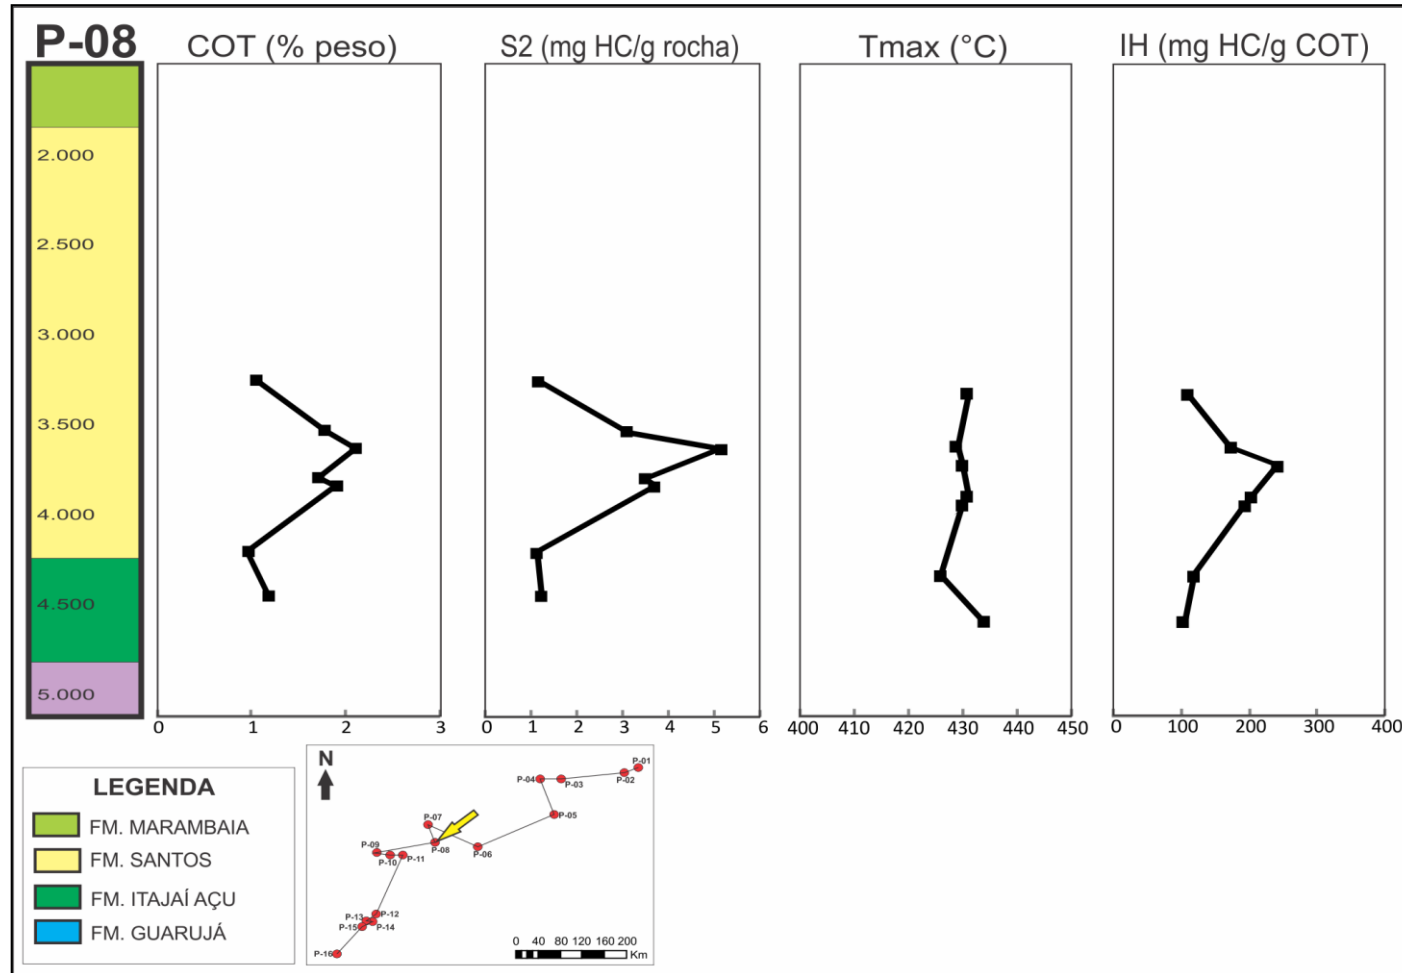 P-08
COT (% peso)
S2 (mg HC/g rocha)
Tmax (°C)
IH (mg HC/g COT)
2.000
2.500
3.000
3.500
4.000
4.500
5.000
0 1 2 3
0 1 2 3 4 5 6
400 410 420 430 440 450
0 100 200 300 400
LEGENDA
FM. MARAMBAIA
FM. SANTOS
FM. ITAJAÍ AÇU
FM. GUARUJÁ
N
P-01
P-02
P-04
P-03
P-05
P-07
P-08
P-06
P-09
P-10
P-11
P-12
P-13
P-14
P-15
P-16
0 40 80 120 160 200
Km